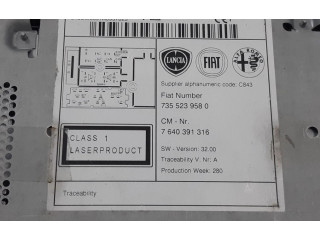 LANCIA
FIAT
ALFA ROMEO
Supplier alphanumeric code: C843
Fiat Number
735 523 958 0
CM - Nr.
7 640 391 316
CLASS 1
LASERPRODUCT
SW - Version: 32.00
Traceability V. Nr: A
Production Week: 280
Traceability